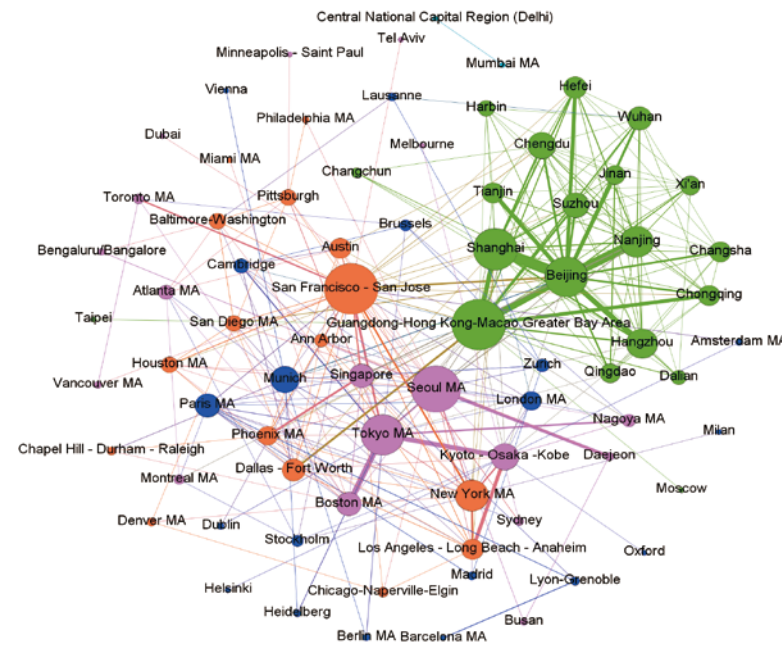 Central National Capital Region (Delhi)
Tel Aviv
Minneapolis - Saint Paul
Mumbai MA
Vienna
Lausanne
Hefei
Harbin
Wuhan
Philadelphia MA
Dubai
Melbourne
Chengdu
Miami MA
Changchun
Jinan
Xi'an
Tianjin
Pittsburgh
Toronto MA
Suzhou
Baltimore-Washington
Brussels
Austin
Shanghai
Nanjing
Bengaluru/Bangalore
Changsha
Cambridge
Beijing
San Francisco - San Jose
Atlanta MA
Chongqing
Taipei
San Diego MA
Guangdong-Hong Kong-Macao Greater Bay Area
Ann Arbor
Hangzhou
Amsterdam MA
Houston MA
Zurich
Qingdao
Dalian
Vancouver MA
Munich
Singapore
Seoul MA
London MA
Paris MA
Nagoya MA
Phoenix MA
Tokyo MA
Milan
Chapel Hill - Durham - Raleigh
Kyoto - Osaka -Kobe
Daejeon
Dallas - Fort Worth
Montreal MA
Moscow
Boston MA
New York MA
Denver MA
Dublin
Sydney
Stockholm
Los Angeles - Long Beach - Anaheim
Oxford
Madrid
Lyon-Grenoble
Helsinki
Chicago-Naperville-Elgin
Heidelberg
Busan
Berlin MA
Barcelona MA